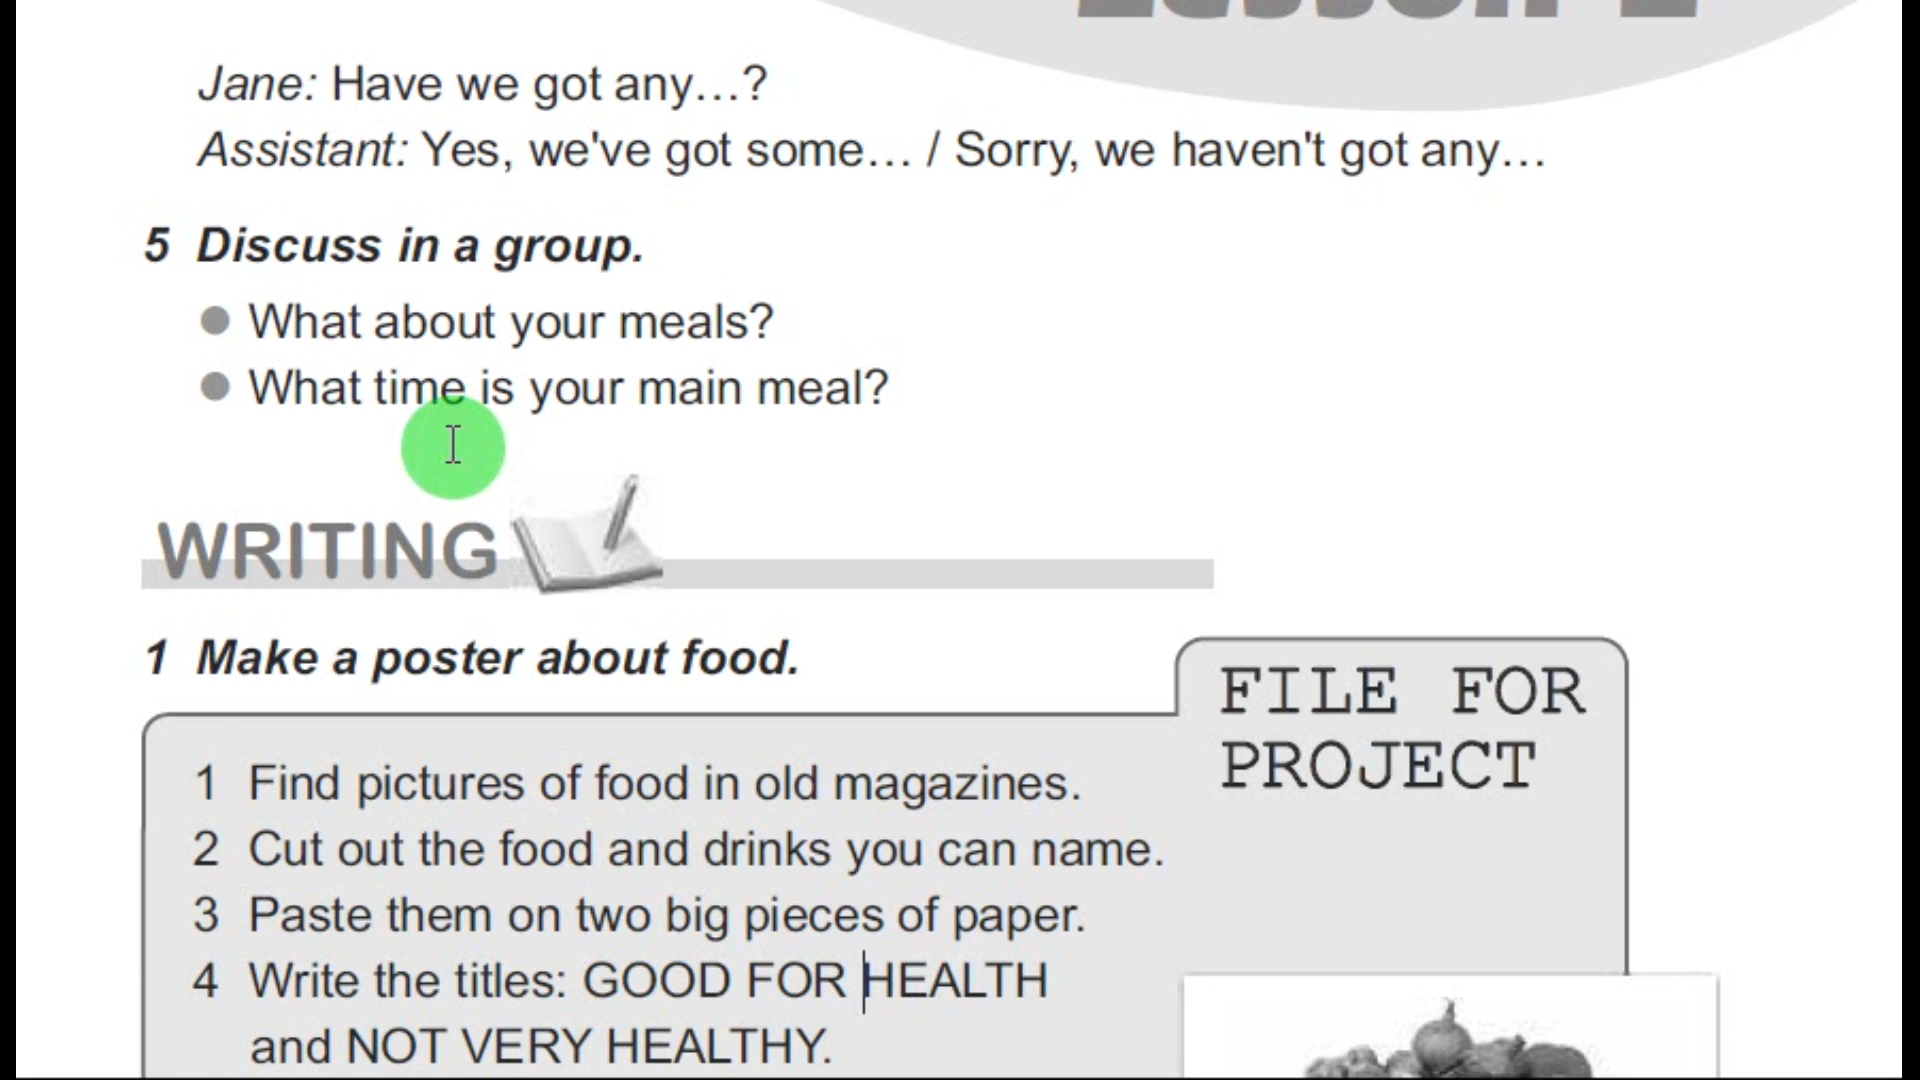 Lesson 2
Jane: Have we got any…?
Assistant: Yes, we've got some… / Sorry, we haven't got any…
5 Discuss in a group.
● What about your meals?
● What time is your main meal?
WRITING
1 Make a poster about food.
FILE FOR
PROJECT
1 Find pictures of food in old magazines.
2 Cut out the food and drinks you can name.
3 Paste them on two big pieces of paper.
4 Write the titles: GOOD FOR HEALTH
and NOT VERY HEALTHY.